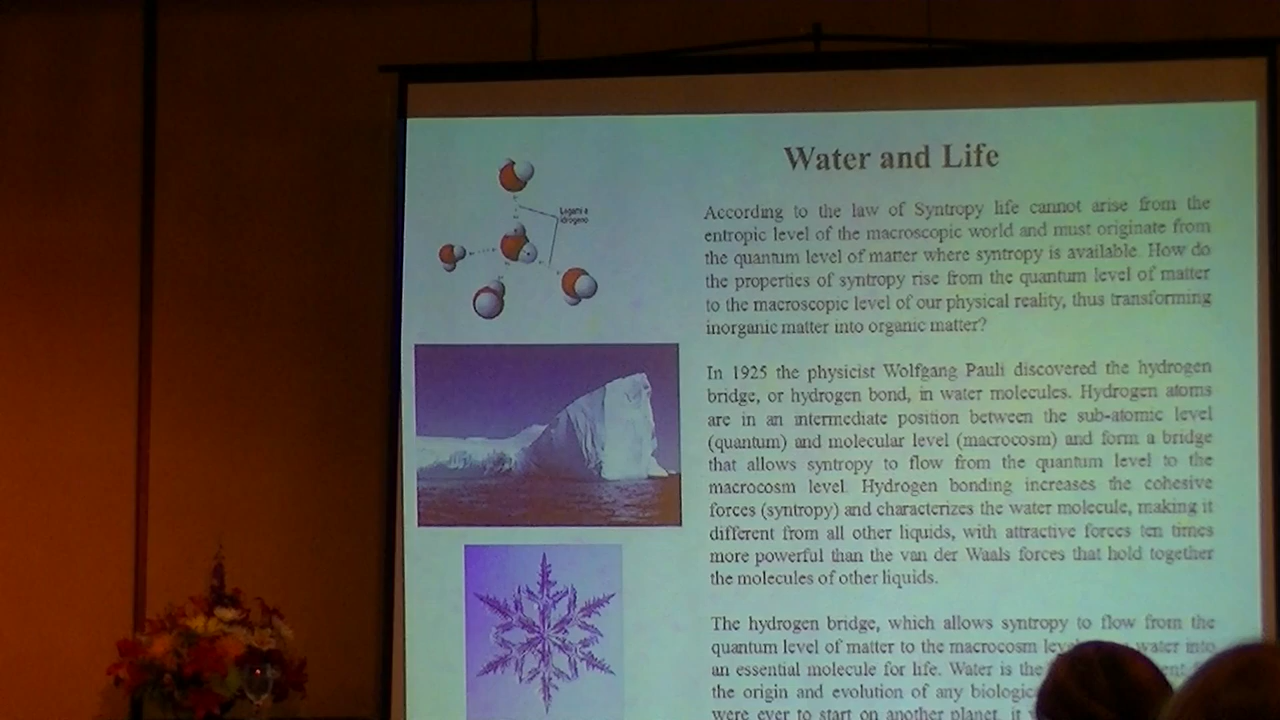 Water and Life
Legami a
idrogeno
According to the law of Syntropy life cannot arise from the
entropic level of the macroscopic world and must originate from
the quantum level of matter where syntropy is available. How do
the properties of syntropy rise from the quantum level of matter
to the macroscopic level of our physical reality, thus transforming
inorganic matter into organic matter?
In 1925 the physicist Wolfgang Pauli discovered the hydrogen
bridge, or hydrogen bond, in water molecules. Hydrogen atoms
are in an intermediate position between the sub-atomic level
(quantum) and molecular level (macrocosm) and form a bridge
that allows syntropy to flow from the quantum level to the
macrocosm level. Hydrogen bonding increases the cohesive
forces (syntropy) and characterizes the water molecule, making it
different from all other liquids, with attractive forces ten times
more powerful than the van der Waals forces that hold together
the molecules of other liquids.
The hydrogen bridge, which allows syntropy to flow from the
quantum level of matter to the macrocosm water into
an essential molecule for life. Water is the
the origin and evolution of any
were ever to start on another planet, it